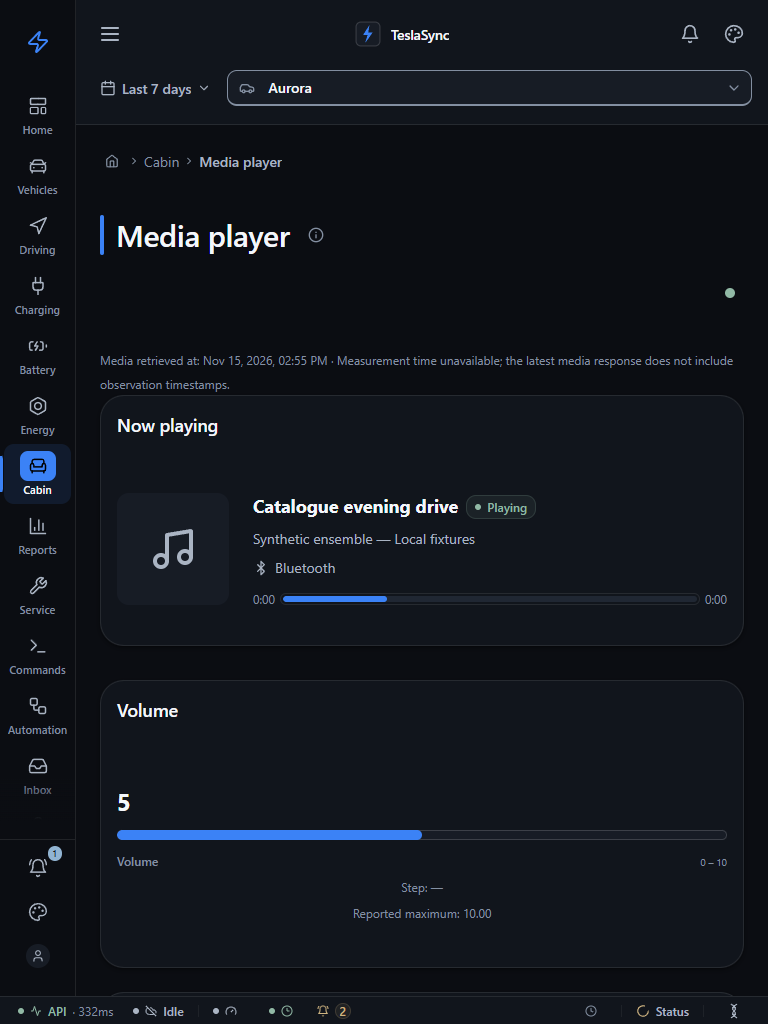 TeslaSync
Last 7 days
Aurora
Home
Vehicles
Driving
Charging
Battery
Energy
Cabin
Reports
Service
Commands
Automation
Inbox
1
Cabin
Media player
Media player
Media retrieved at: Nov 15, 2026, 02:55 PM · Measurement time unavailable; the latest media response does not include
observation timestamps.
Now playing
Catalogue evening drive
Playing
Synthetic ensemble — Local fixtures
Bluetooth
0:00
0:00
Volume
5
Volume
0 – 10
Step: —
Reported maximum: 10.00
API · 332ms
Idle
2
Status